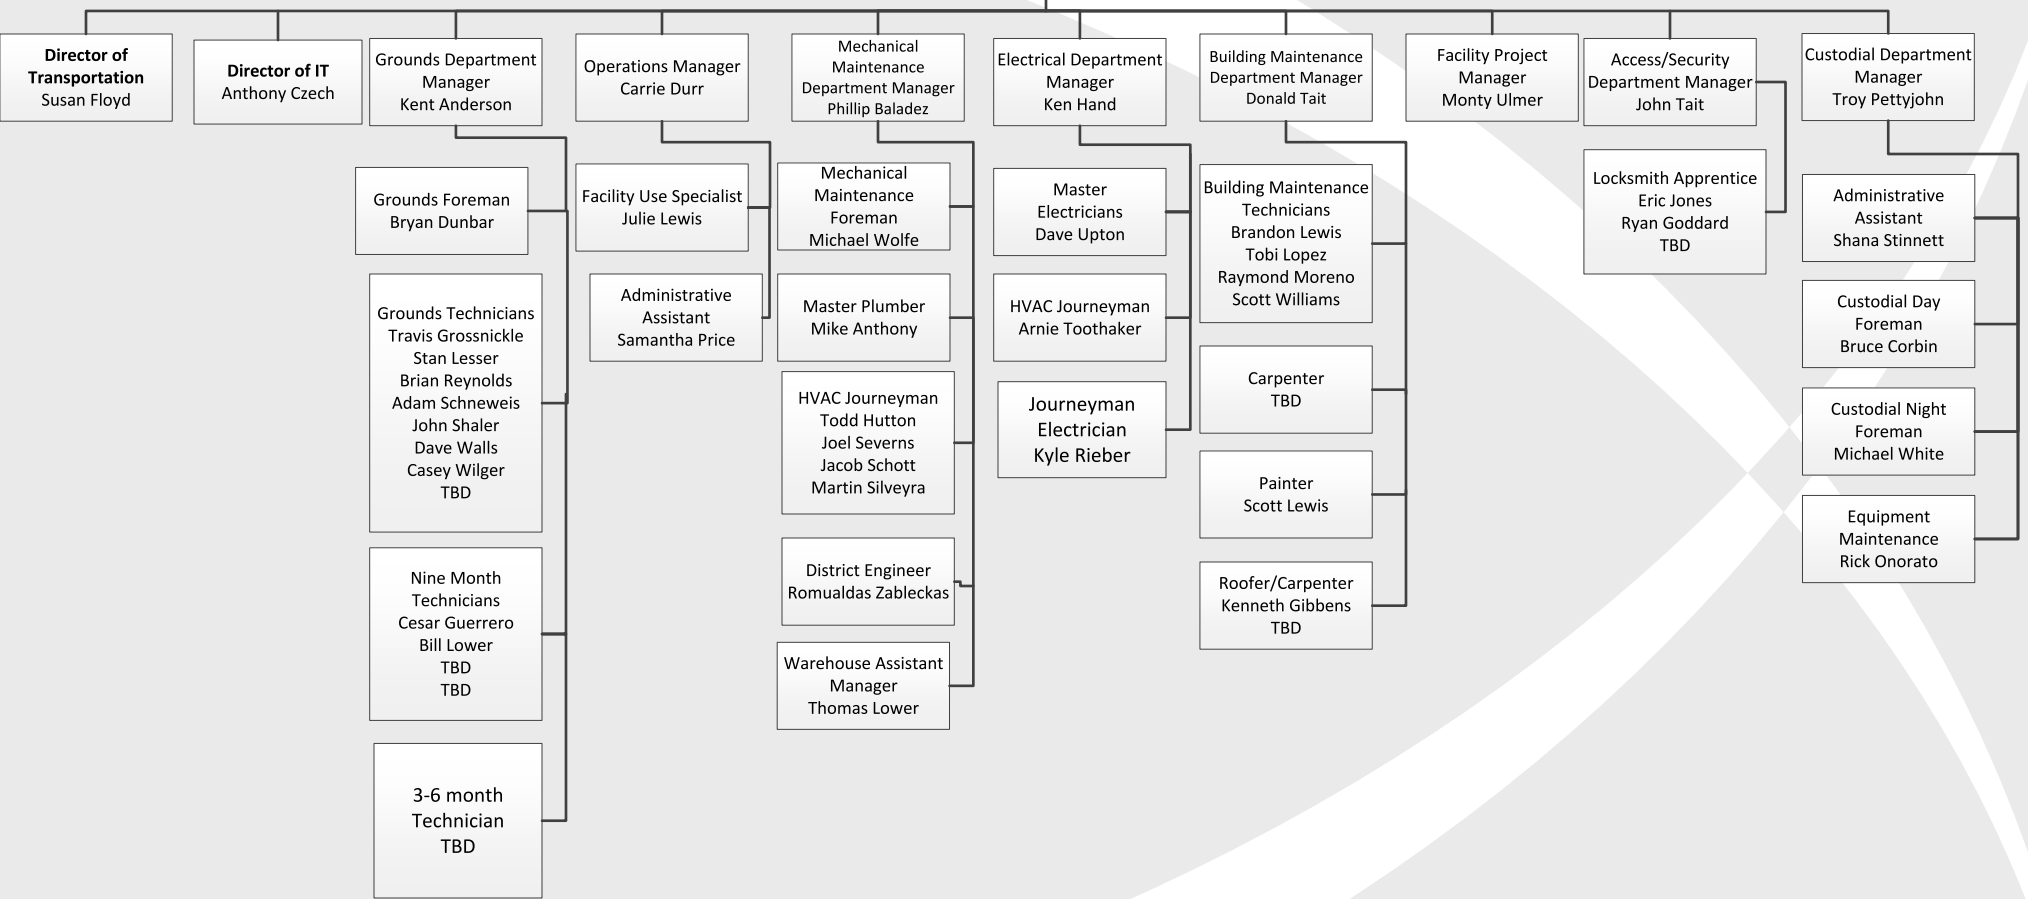 Director of
Transportation
Susan Floyd
Director of IT
Anthony Czech
Grounds Department
Manager
Kent Anderson
Operations Manager
Carrie Durr
Mechanical
Maintenance
Department Manager
Phillip Baladez
Electrical Department
Manager
Ken Hand
Building Maintenance
Department Manager
Donald Tait
Facility Project
Manager
Monty Ulmer
Access/Security
Department Manager
John Tait
Custodial Department
Manager
Troy Pettyjohn
Grounds Foreman
Bryan Dunbar
Grounds Technicians
Travis Grossnickle
Stan Lesser
Brian Reynolds
Adam Schneweis
John Shaler
Dave Walls
Casey Wilger
TBD
Nine Month
Technicians
Cesar Guerrero
Bill Lower
TBD
TBD
3-6 month
Technician
TBD
Facility Use Specialist
Julie Lewis
Administrative
Assistant
Samantha Price
Mechanical
Maintenance
Foreman
Michael Wolfe
Master Plumber
Mike Anthony
HVAC Journeyman
Todd Hutton
Joel Severns
Jacob Schott
Martin Silveyra
District Engineer
Romualdas Zableckas
Warehouse Assistant
Manager
Thomas Lower
Master
Electricians
Dave Upton
HVAC Journeyman
Arnie Toothaker
Journeyman
Electrician
Kyle Rieber
Building Maintenance
Technicians
Brandon Lewis
Tobi Lopez
Raymond Moreno
Scott Williams
Carpenter
TBD
Painter
Scott Lewis
Roofer/Carpenter
Kenneth Gibbens
TBD
Locksmith Apprentice
Eric Jones
Ryan Goddard
TBD
Administrative
Assistant
Shana Stinnett
Custodial Day
Foreman
Bruce Corbin
Custodial Night
Foreman
Michael White
Equipment
Maintenance
Rick Onorato